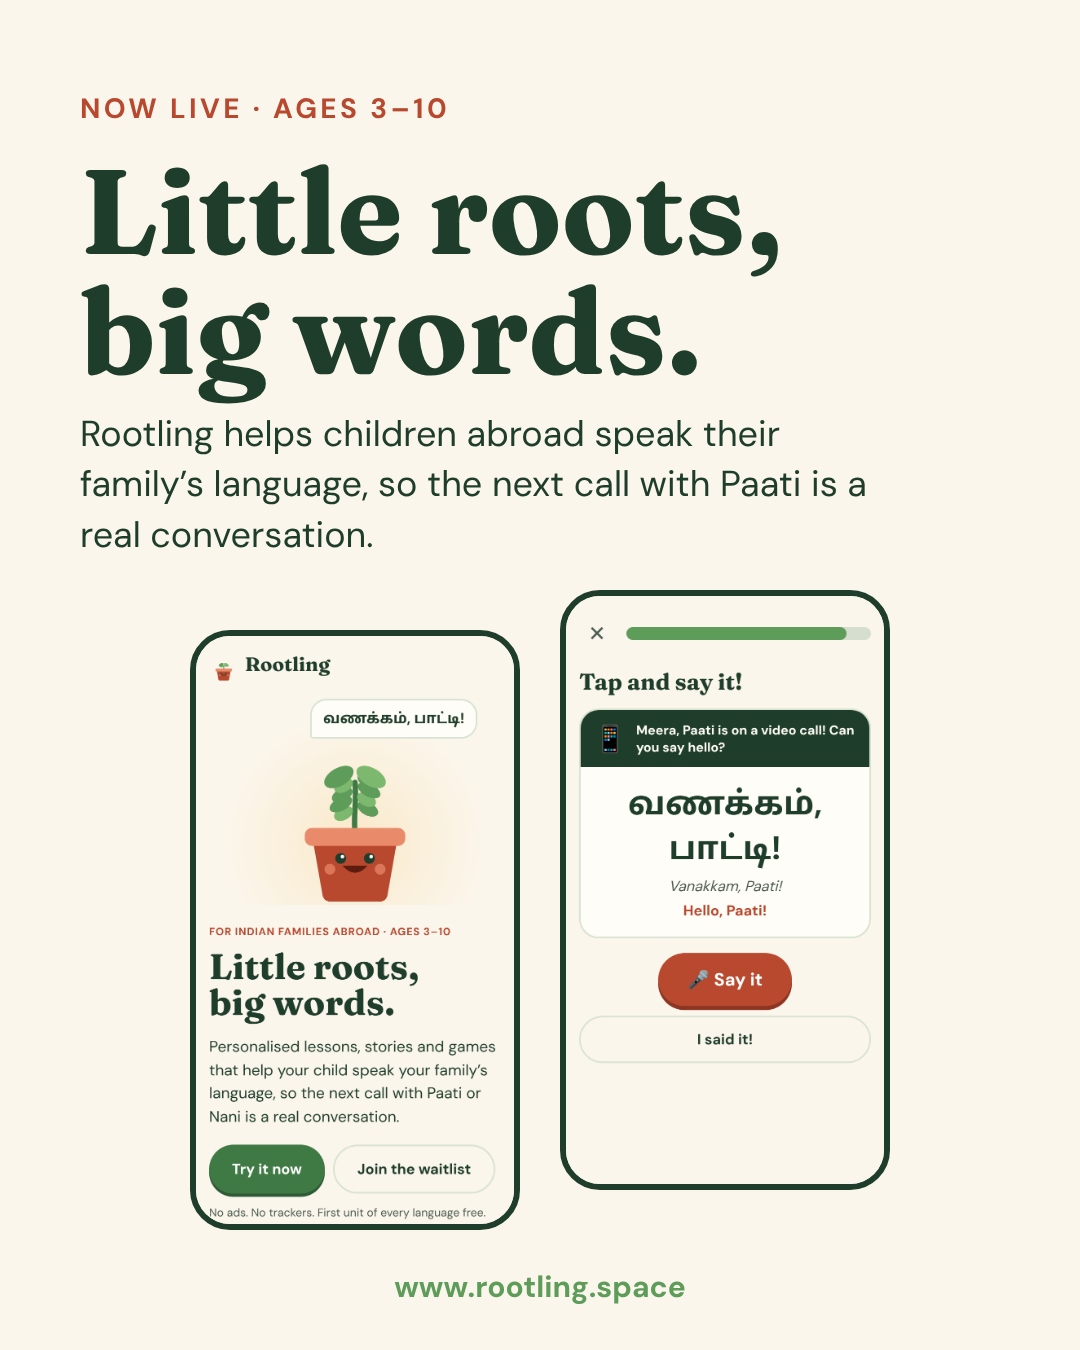 NOW LIVE · AGES 3–10
Little roots,
big words.
Rootling helps children abroad speak their
family’s language, so the next call with Paati is a
real conversation.
Rootling
வணக்கம், பாட்டி!
FOR INDIAN FAMILIES ABROAD · AGES 3–10
Little roots,
big words.
Personalised lessons, stories and games
that help your child speak your family’s
language, so the next call with Paati or
Nani is a real conversation.
Try it now
Join the waitlist
No ads. No trackers. First unit of every language free.
Tap and say it!
Meera, Paati is on a video call! Can
you say hello?
வணக்கம்,
பாட்டி!
Vanakkam, Paati!
Hello, Paati!
Say it
I said it!
www.rootling.space